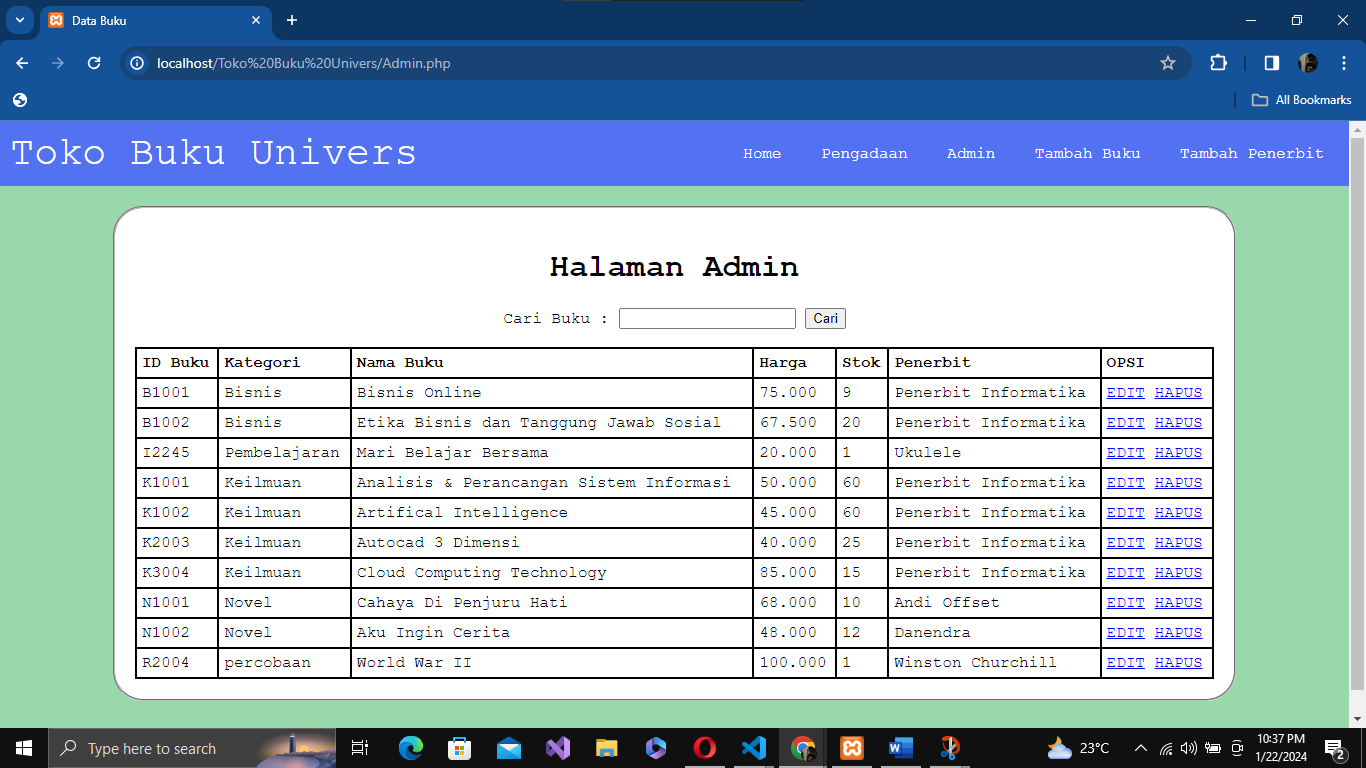 Data Buku
localhost/Toko%20Buku%20Univers/Admin.php
All Bookmarks
Toko Buku Univers Home Pengadaan Admin Tambah Buku Tambah Penerbit
Halaman Admin
Cari Buku : Cari
ID Buku Kategori Nama Buku Harga Stok Penerbit OPSI
B1001 Bisnis Bisnis Online 75.000 9 Penerbit Informatika EDIT HAPUS
B1002 Bisnis Etika Bisnis dan Tanggung Jawab Sosial 67.500 20 Penerbit Informatika EDIT HAPUS
I2245 Pembelajaran Mari Belajar Bersama 20.000 1 Ukulele EDIT HAPUS
K1001 Keilmuan Analisis & Perancangan Sistem Informasi 50.000 60 Penerbit Informatika EDIT HAPUS
K1002 Keilmuan Artifical Intelligence 45.000 60 Penerbit Informatika EDIT HAPUS
K2003 Keilmuan Autocad 3 Dimensi 40.000 25 Penerbit Informatika EDIT HAPUS
K3004 Keilmuan Cloud Computing Technology 85.000 15 Penerbit Informatika EDIT HAPUS
N1001 Novel Cahaya Di Penjuru Hati 68.000 10 Andi Offset EDIT HAPUS
N1002 Novel Aku Ingin Cerita 48.000 12 Danendra EDIT HAPUS
R2004 percobaan World War II 100.000 1 Winston Churchill EDIT HAPUS
Type here to search 23°C 10:37 PM
1/22/2024 2